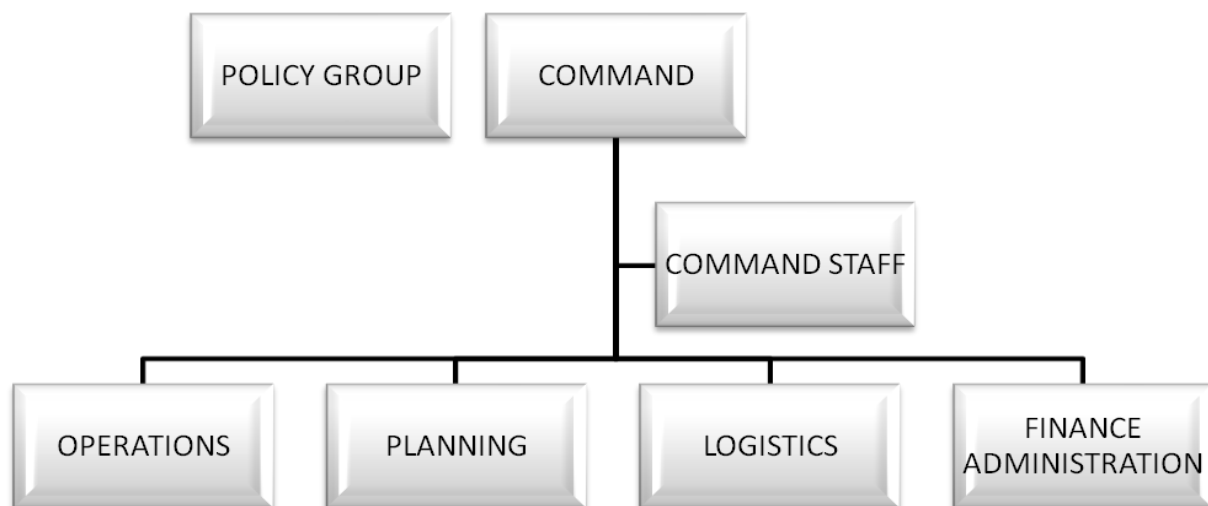 POLICY GROUP
COMMAND
COMMAND STAFF
OPERATIONS
PLANNING
LOGISTICS
FINANCE
ADMINISTRATION